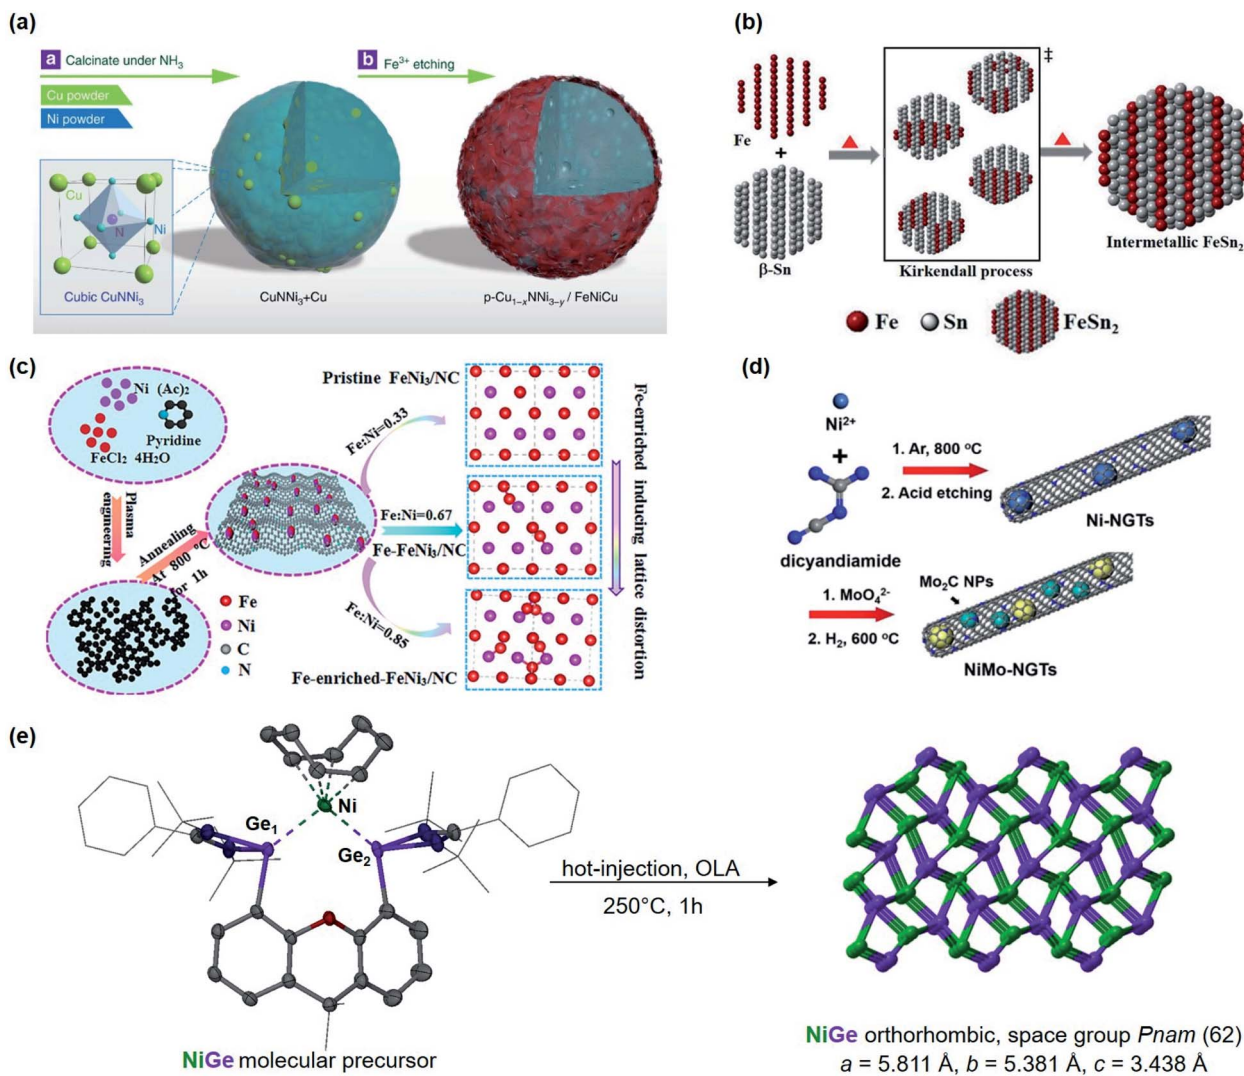 (a)
a Calcinate under NH3
b Fe3+ etching
Cu powder
Ni powder
Cu
N
Ni
Cubic CuNNi3
CuNNi3+Cu
p-Cu1-xNNi3-y / FeNiCu
(b)
Fe
+
β-Sn
‡
Kirkendall process
Intermetallic FeSn2
Fe Sn FeSn2
(c)
Ni (Ac)2
Pyridine
FeCl2 4H2O
Plasma
engineering
Annealing
At 800 °C
for 1h
Fe
Ni
C
N
Pristine FeNi3/NC
Fe:Ni=0.33
Fe:Ni=0.67
Fe-FeNi3/NC
Fe:Ni=0.85
Fe-enriched-FeNi3/NC
Fe-enriched inducing lattice distortion
(d)
Ni2+
+
dicyandiamide
1. Ar, 800 °C
2. Acid etching
Ni-NGTs
1. MoO42-
2. H2, 600 °C
Mo2C NPs
NiMo-NGTs
(e)
Ni
Ge1
Ge2
NiGe molecular precursor
hot-injection, OLA
250°C, 1h
NiGe orthorhombic, space group Pnam (62)
a = 5.811 Å, b = 5.381 Å, c = 3.438 Å